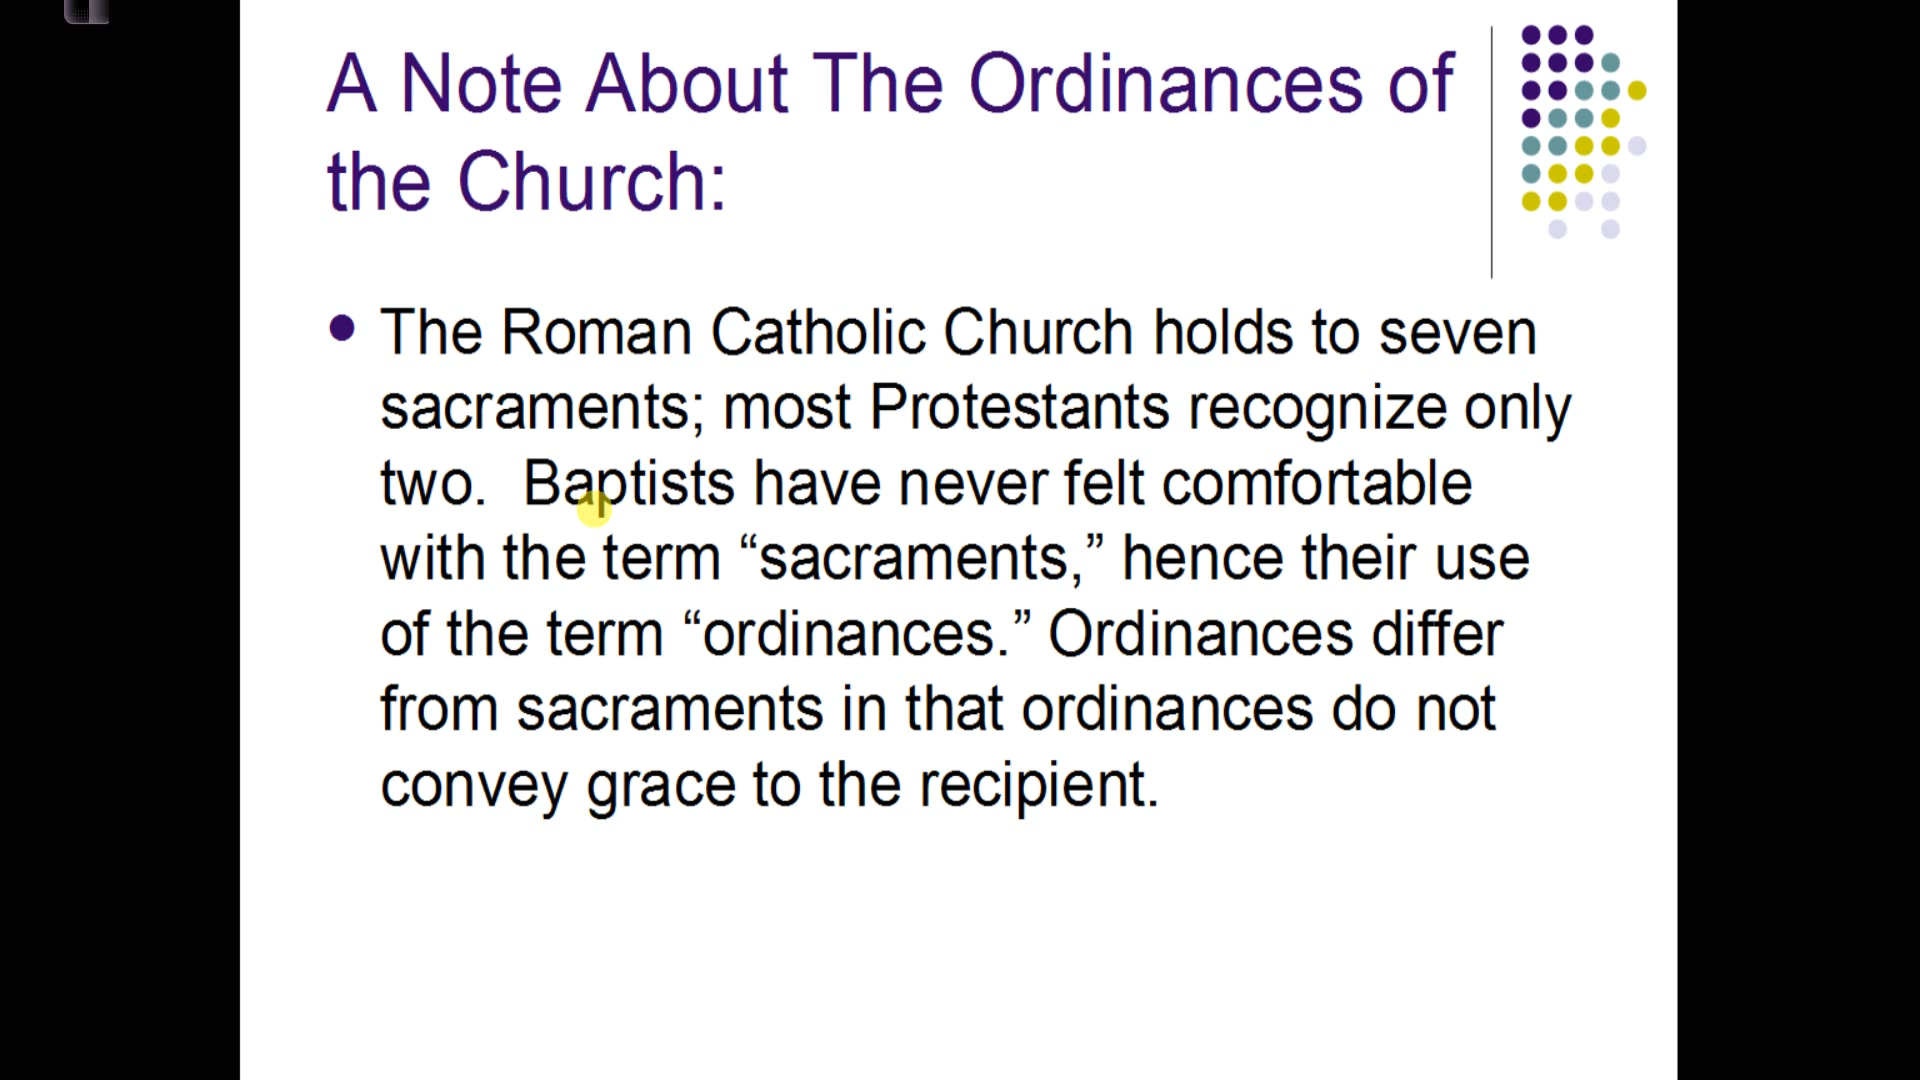 A Note About The Ordinances of
the Church:
The Roman Catholic Church holds to seven
sacraments; most Protestants recognize only
two.  Baptists have never felt comfortable
with the term “sacraments,” hence their use
of the term “ordinances.” Ordinances differ
from sacraments in that ordinances do not
convey grace to the recipient.